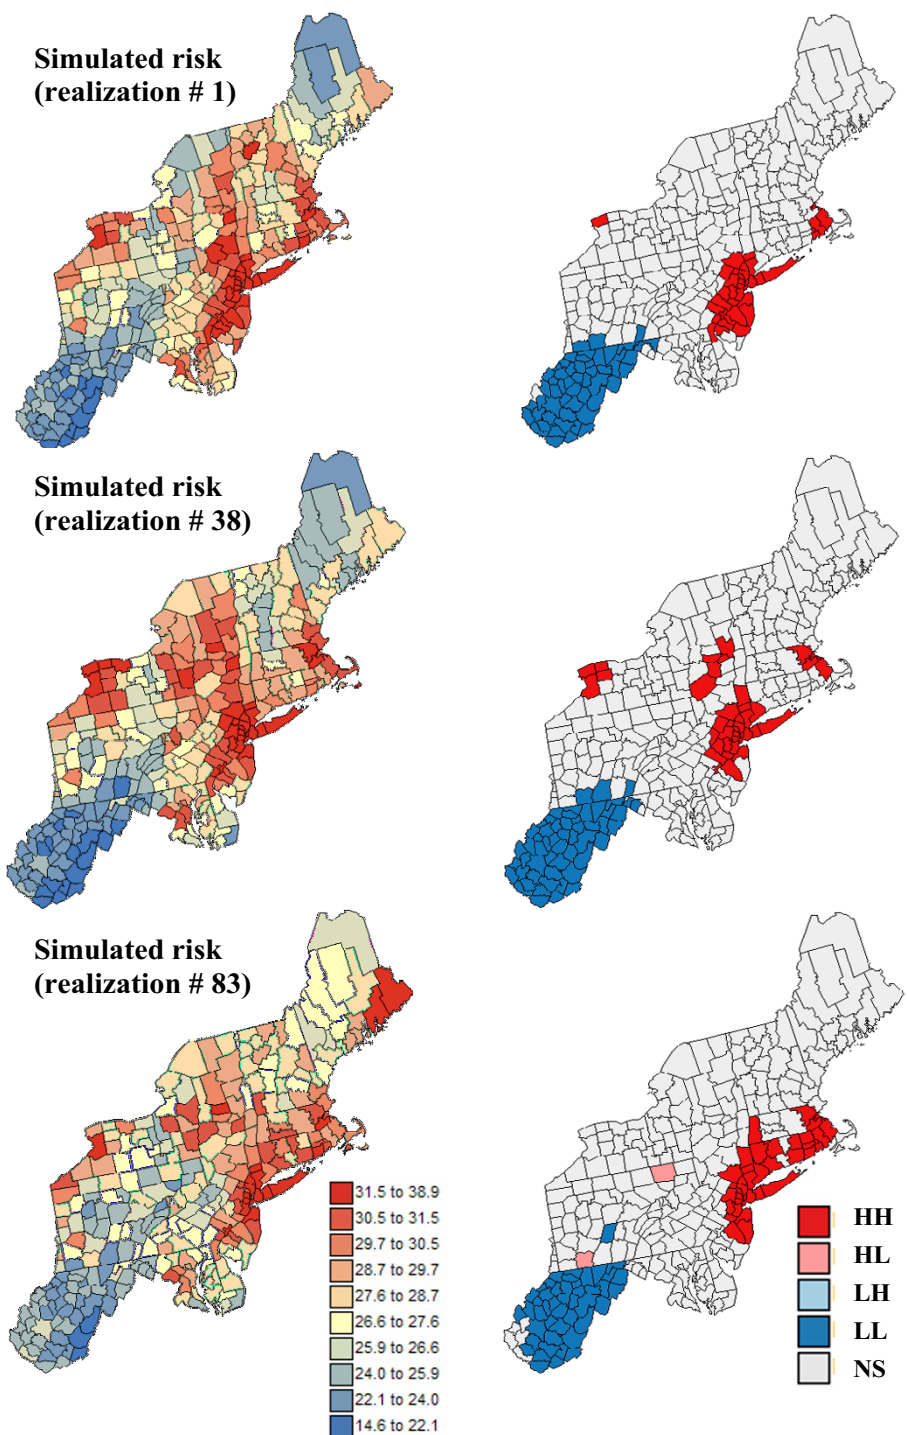 Simulated risk
(realization # 1)
Simulated risk
(realization # 38)
Simulated risk
(realization # 83)
31.5 to 38.9
30.5 to 31.5
29.7 to 30.5
28.7 to 29.7
27.6 to 28.7
26.6 to 27.6
25.9 to 26.6
24.0 to 25.9
22.1 to 24.0
14.6 to 22.1
HH
HL
LH
LL
NS